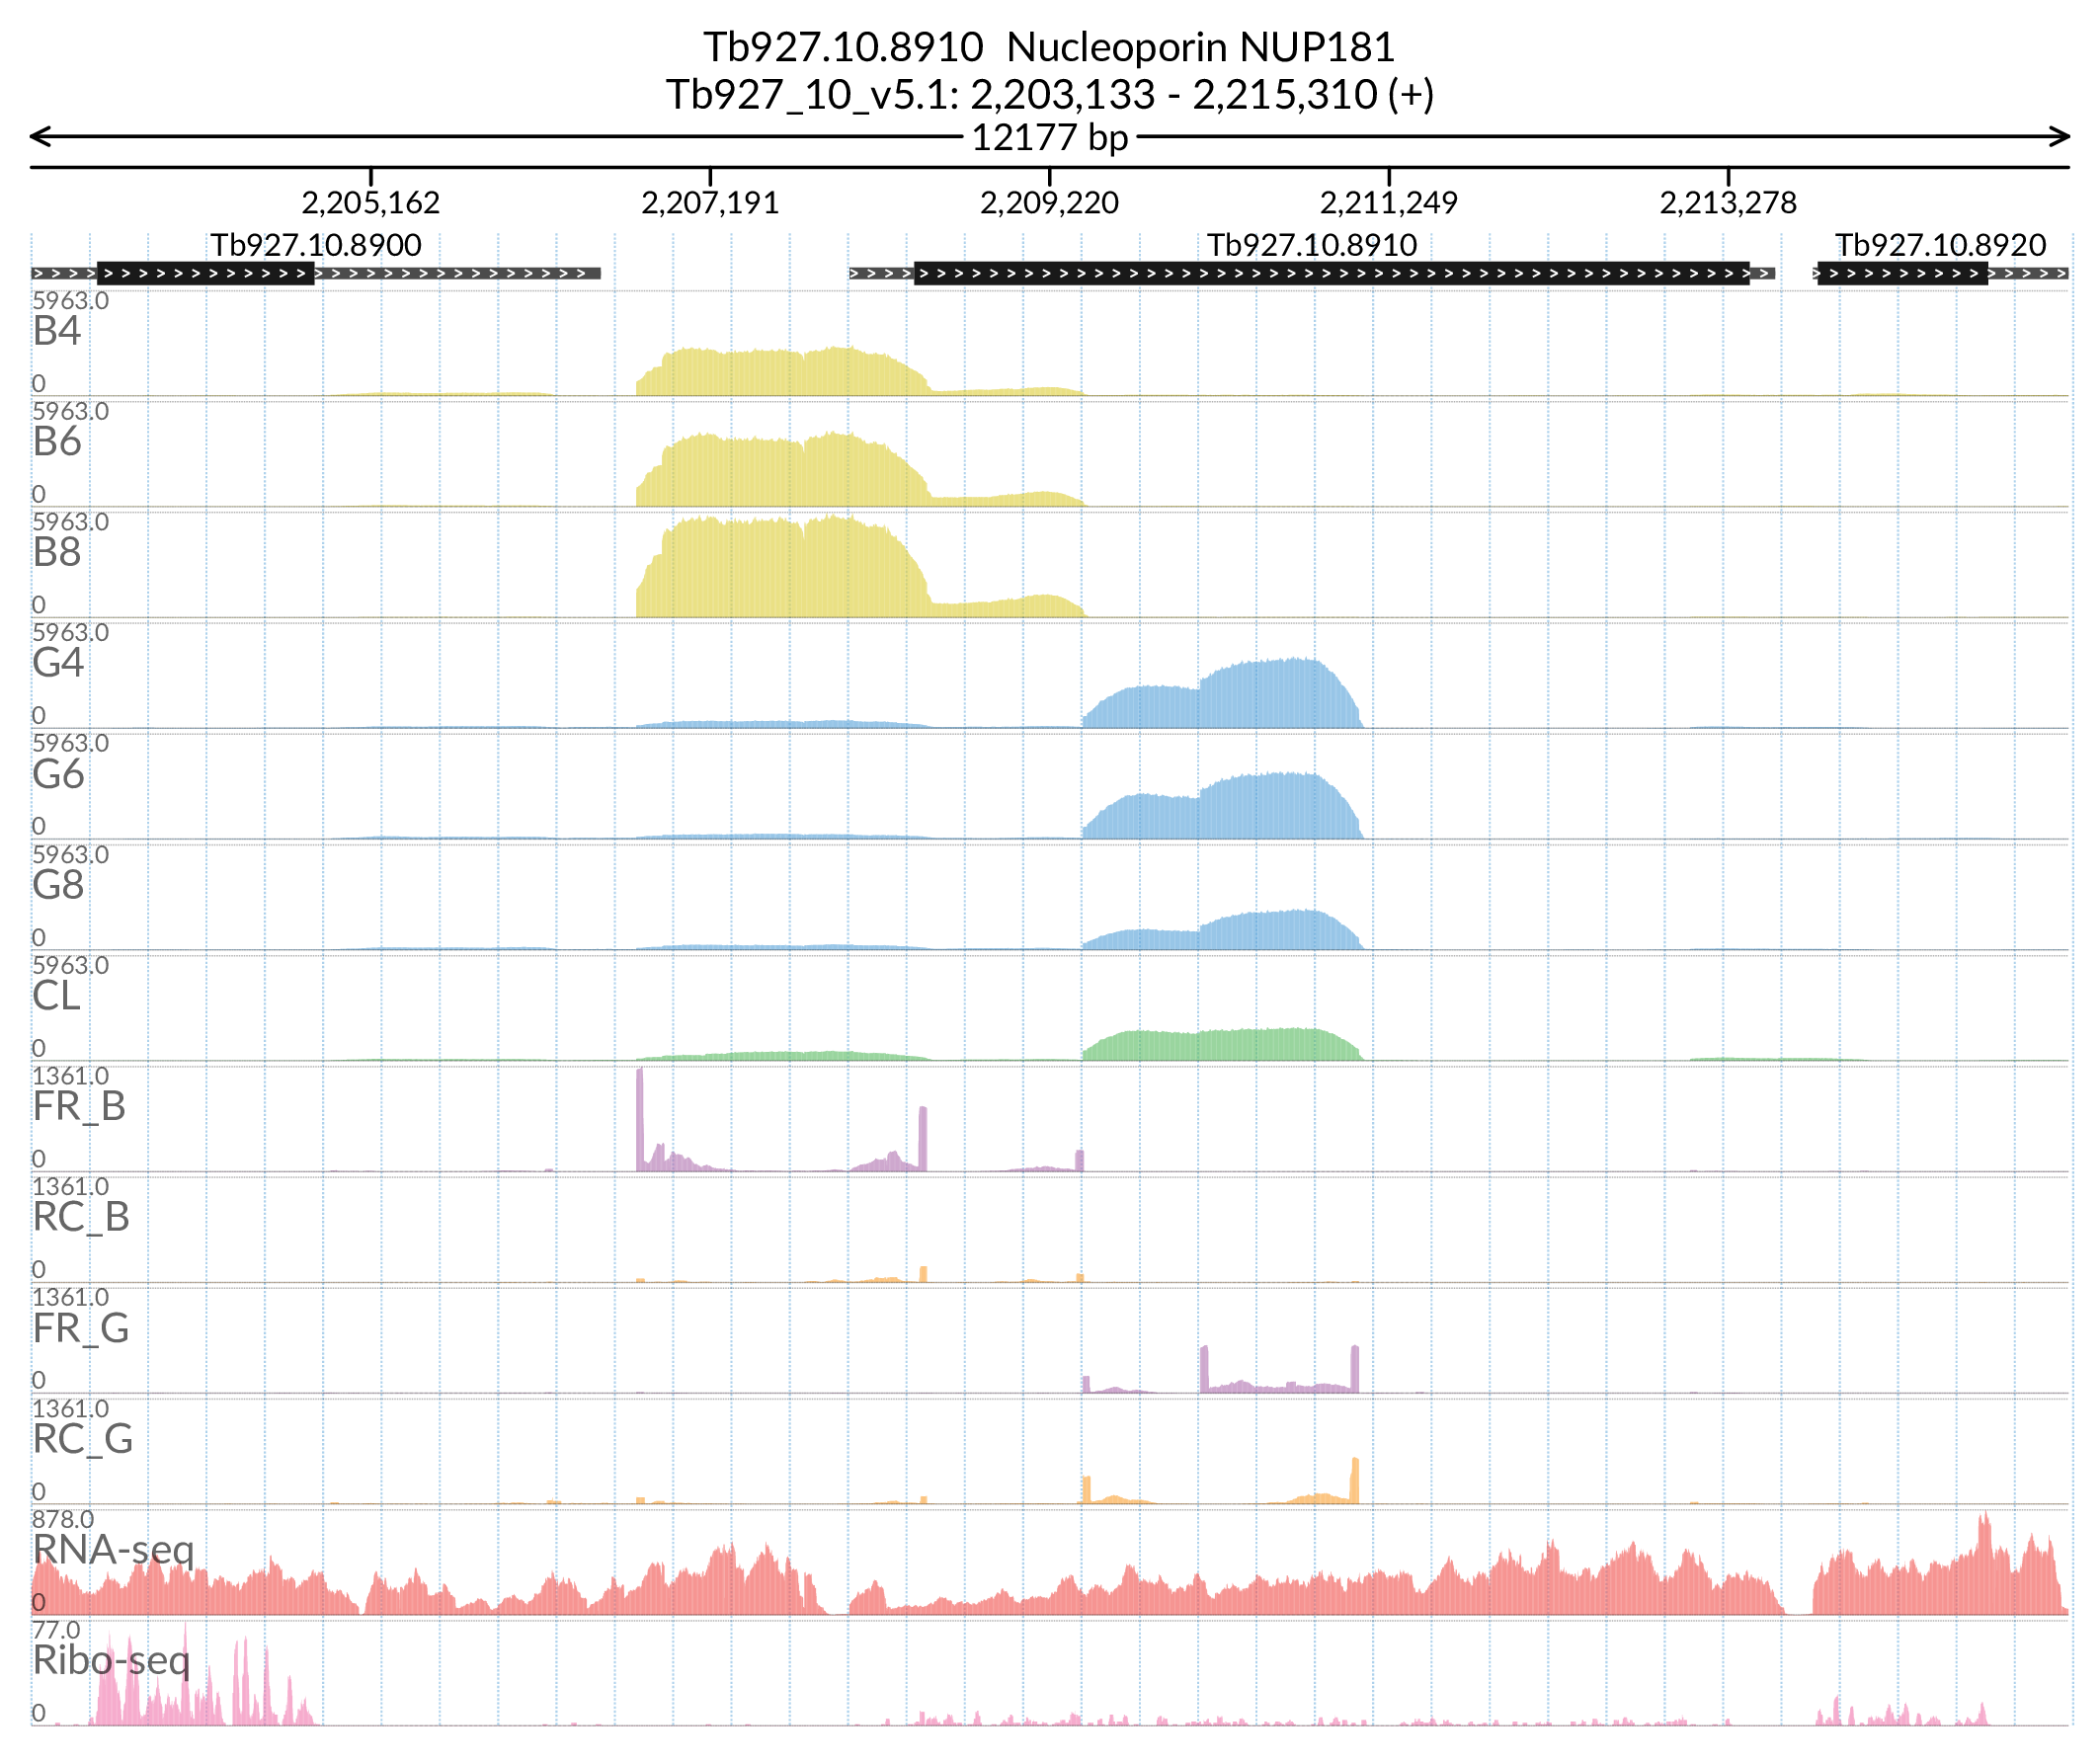 Tb927.10.8910  Nucleoporin NUP181
Tb927_10_v5.1: 2,203,133 - 2,215,310 (+)
12177 bp
2,205,162 2,207,191 2,209,220 2,211,249 2,213,278
Tb927.10.8900 Tb927.10.8910 Tb927.10.8920
5963.0
B4
0
5963.0
B6
0
5963.0
B8
0
5963.0
G4
0
5963.0
G6
0
5963.0
G8
0
5963.0
CL
0
1361.0
FR_B
0
1361.0
RC_B
0
1361.0
FR_G
0
1361.0
RC_G
0
878.0
RNA-seq
0
77.0
Ribo-seq
0